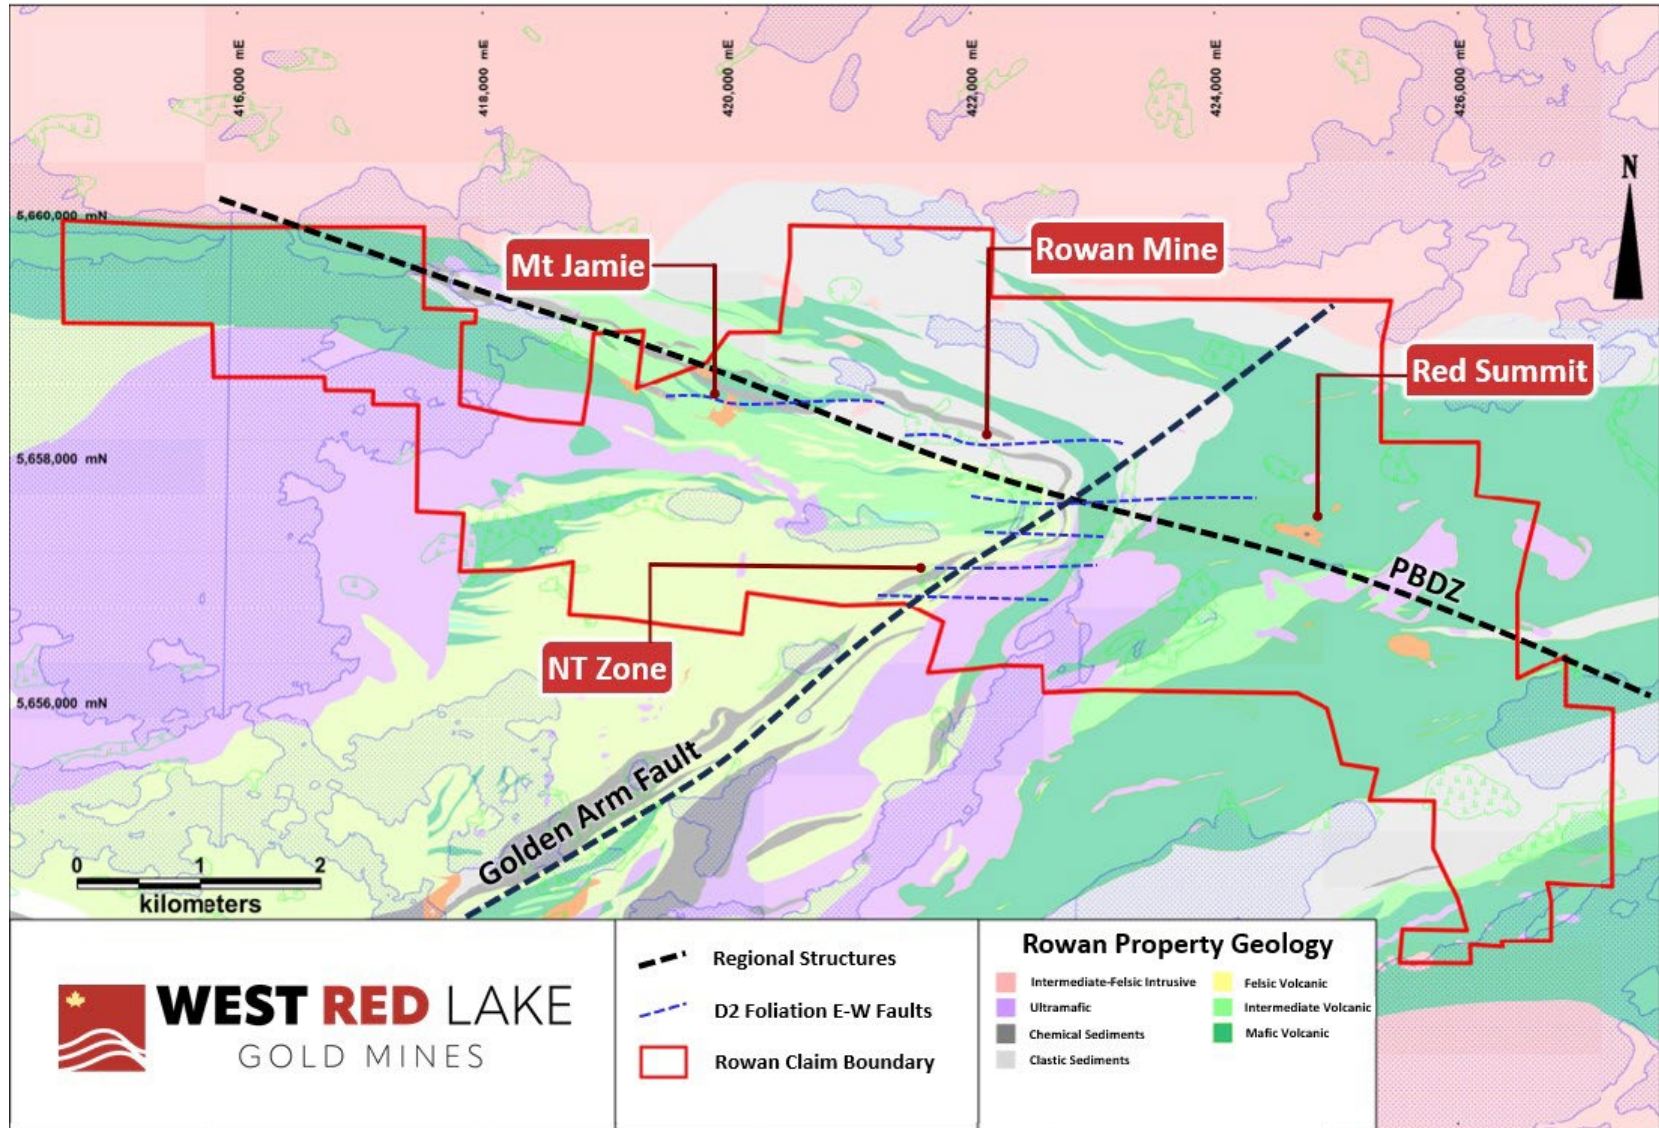 416,000 mE
418,000 mE
420,000 mE
422,000 mE
424,000 mE
426,000 mE
N
5,660,000 mN
Mt Jamie
Rowan Mine
Red Summit
5,658,000 mN
PBDZ
NT Zone
5,656,000 mN
Golden Arm Fault
0 1 2
kilometers
WEST RED LAKE
GOLD MINES
Regional Structures
D2 Foliation E-W Faults
Rowan Claim Boundary
Rowan Property Geology
Intermediate-Felsic Intrusive
Ultramafic
Chemical Sediments
Clastic Sediments
Felsic Volcanic
Intermediate Volcanic
Mafic Volcanic